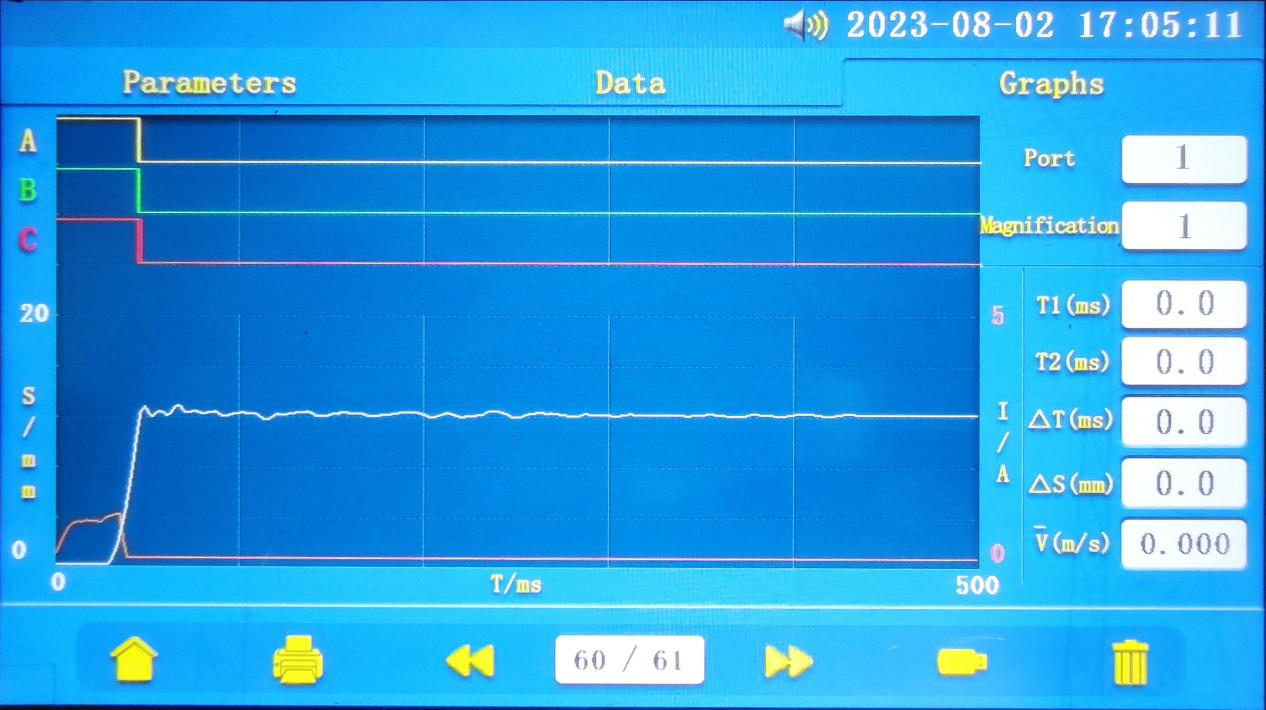 2023-08-02 17:05:11
Parameters Data Graphs
A
B
C
20
S/mm
0
5
I/A
0
0 T/ms 500
Port 1
Magnification 1
T1(ms) 0.0
T2(ms) 0.0
△T(ms) 0.0
△S(mm) 0.0
V̅(m/s) 0.000
60 / 61